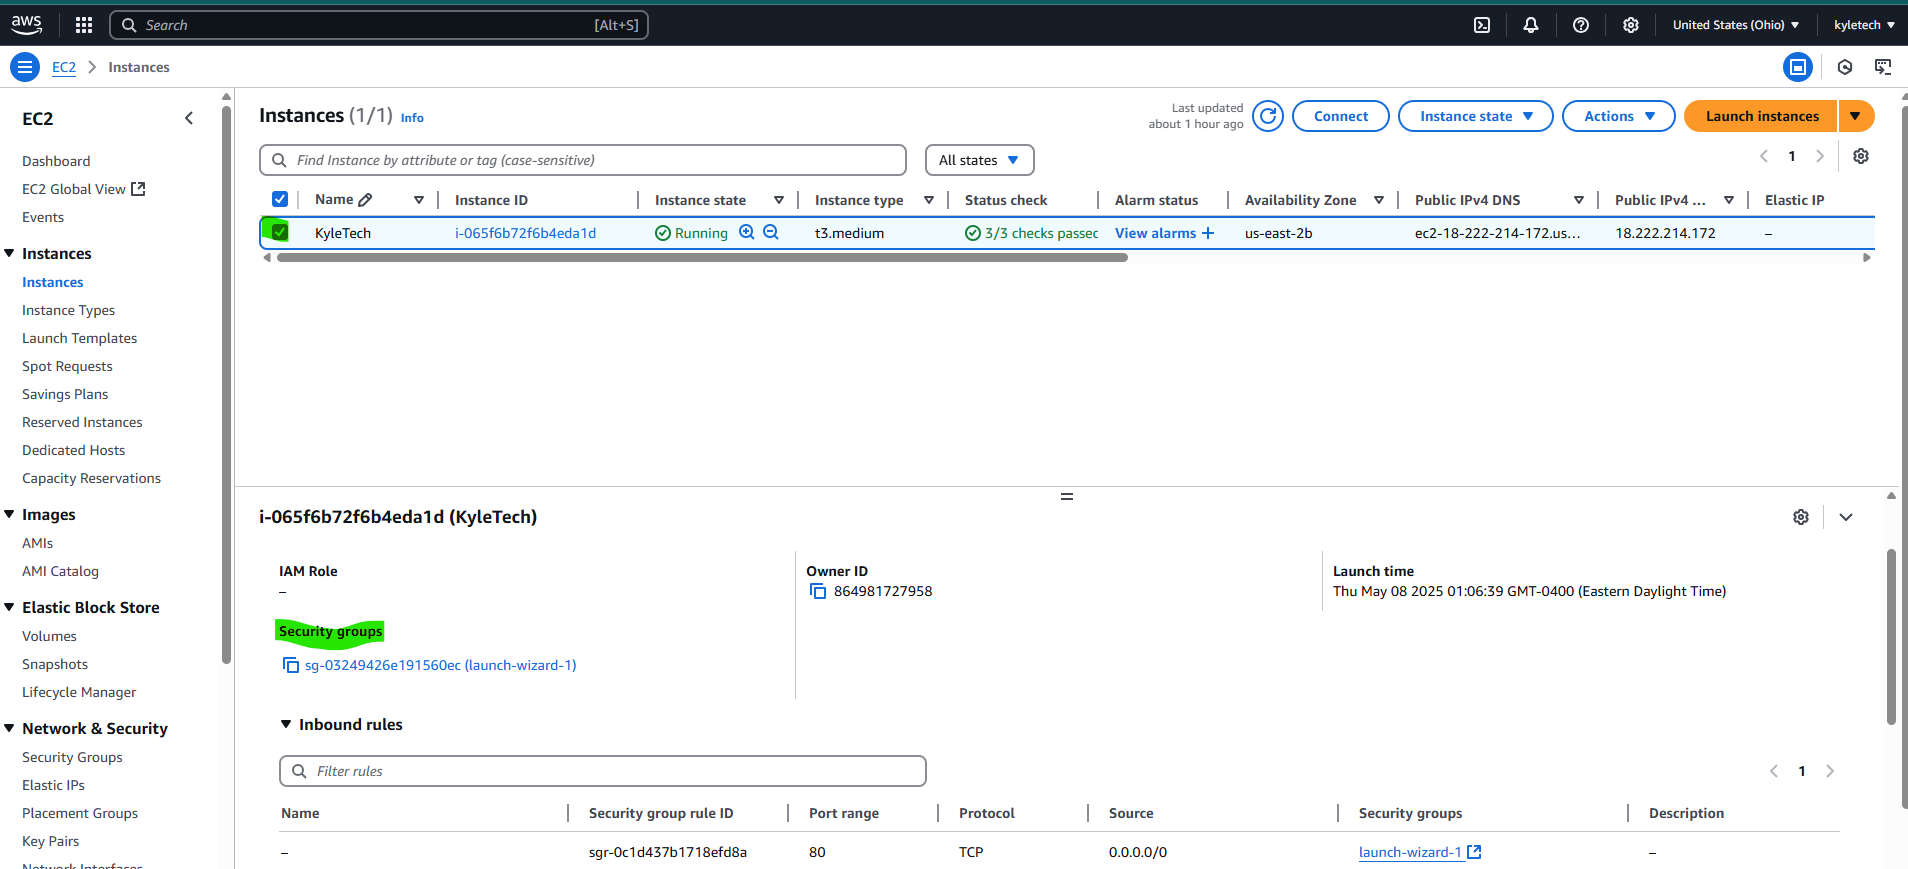 aws
Search [Alt+S]
United States (Ohio)
kyletech
EC2
Instances
EC2
Dashboard
EC2 Global View
Events
Instances
Instances
Instance Types
Launch Templates
Spot Requests
Savings Plans
Reserved Instances
Dedicated Hosts
Capacity Reservations
Images
AMIs
AMI Catalog
Elastic Block Store
Volumes
Snapshots
Lifecycle Manager
Network & Security
Security Groups
Elastic IPs
Placement Groups
Key Pairs
Network Interfaces
Instances (1/1) Info
Last updated
about 1 hour ago
Connect
Instance state
Actions
Launch instances
Find Instance by attribute or tag (case-sensitive)
All states
1
Name Instance ID Instance state Instance type Status check Alarm status Availability Zone Public IPv4 DNS Public IPv4 ... Elastic IP
KyleTech i-065f6b72f6b4eda1d Running t3.medium 3/3 checks passed View alarms + us-east-2b ec2-18-222-214-172.us... 18.222.214.172 –
i-065f6b72f6b4eda1d (KyleTech)
IAM Role
–
Owner ID
864981727958
Launch time
Thu May 08 2025 01:06:39 GMT-0400 (Eastern Daylight Time)
Security groups
sg-03249426e191560ec (launch-wizard-1)
Inbound rules
Filter rules
1
Name Security group rule ID Port range Protocol Source Security groups Description
– sgr-0c1d437b1718efd8a 80 TCP 0.0.0.0/0 launch-wizard-1 –